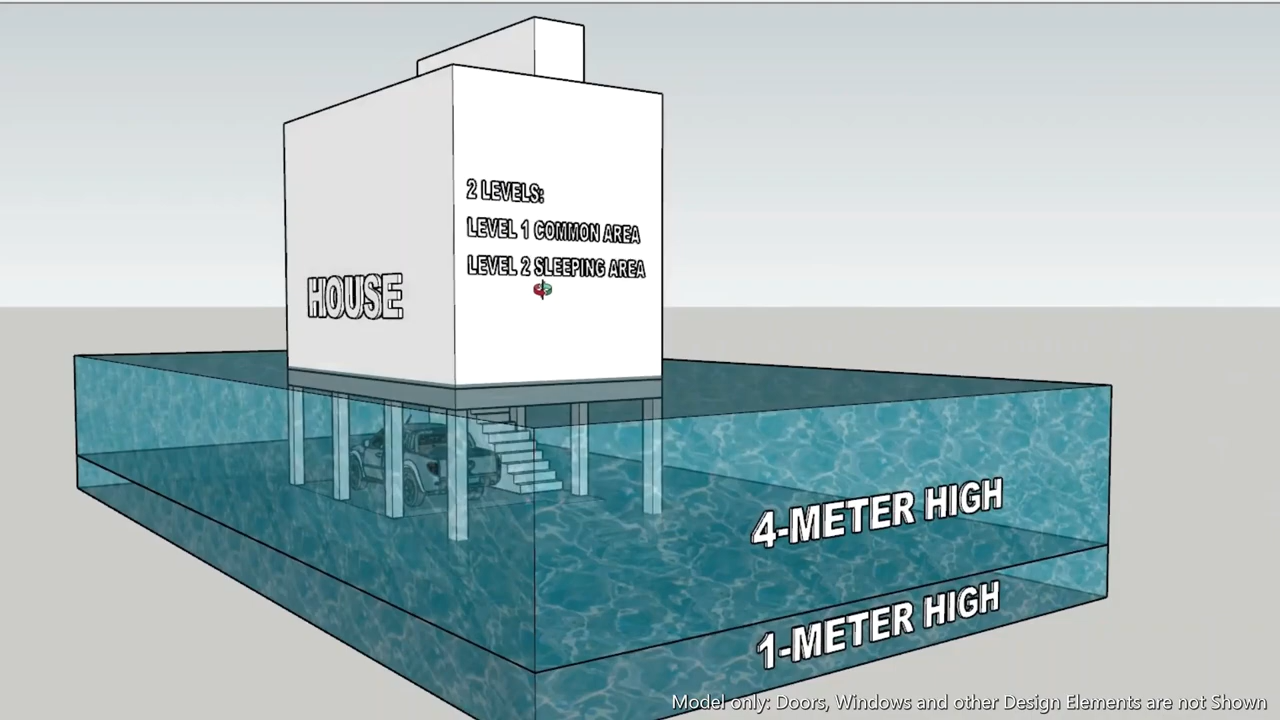 2 LEVELS:
LEVEL 1 COMMON AREA
LEVEL 2 SLEEPING AREA
HOUSE
4-METER HIGH
1-METER HIGH
Model only: Doors, Windows and other Design Elements are not Shown